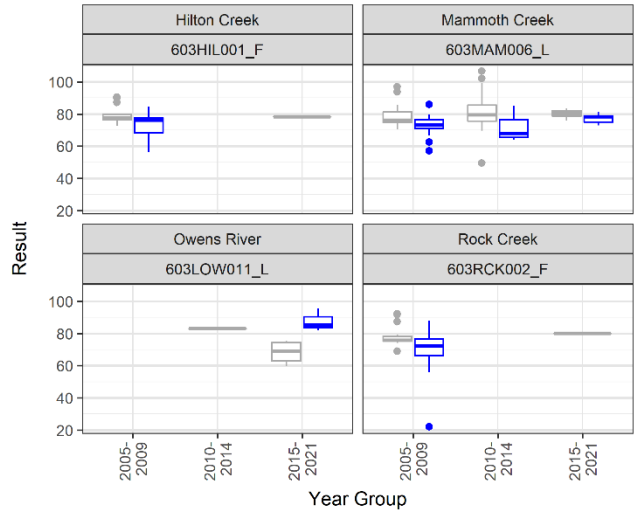 Hilton Creek
Mammoth Creek
603HIL001_F
603MAM006_L
100
80
60
40
20
Owens River
Rock Creek
603LOW011_L
603RCK002_F
100
80
60
40
20
Result
2005-
2009
2010-
2014
2015-
2021
2005-
2009
2010-
2014
2015-
2021
Year Group